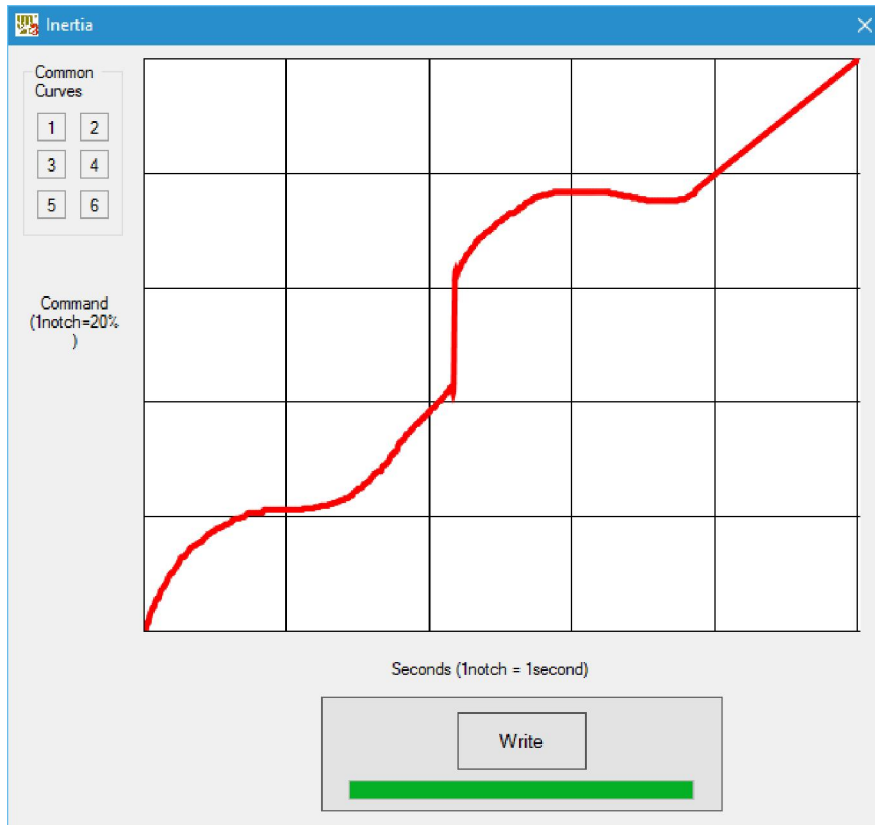 Inertia
Common
Curves
1 2
3 4
5 6
Command
(1notch=20%
)
Seconds (1notch = 1second)
Write